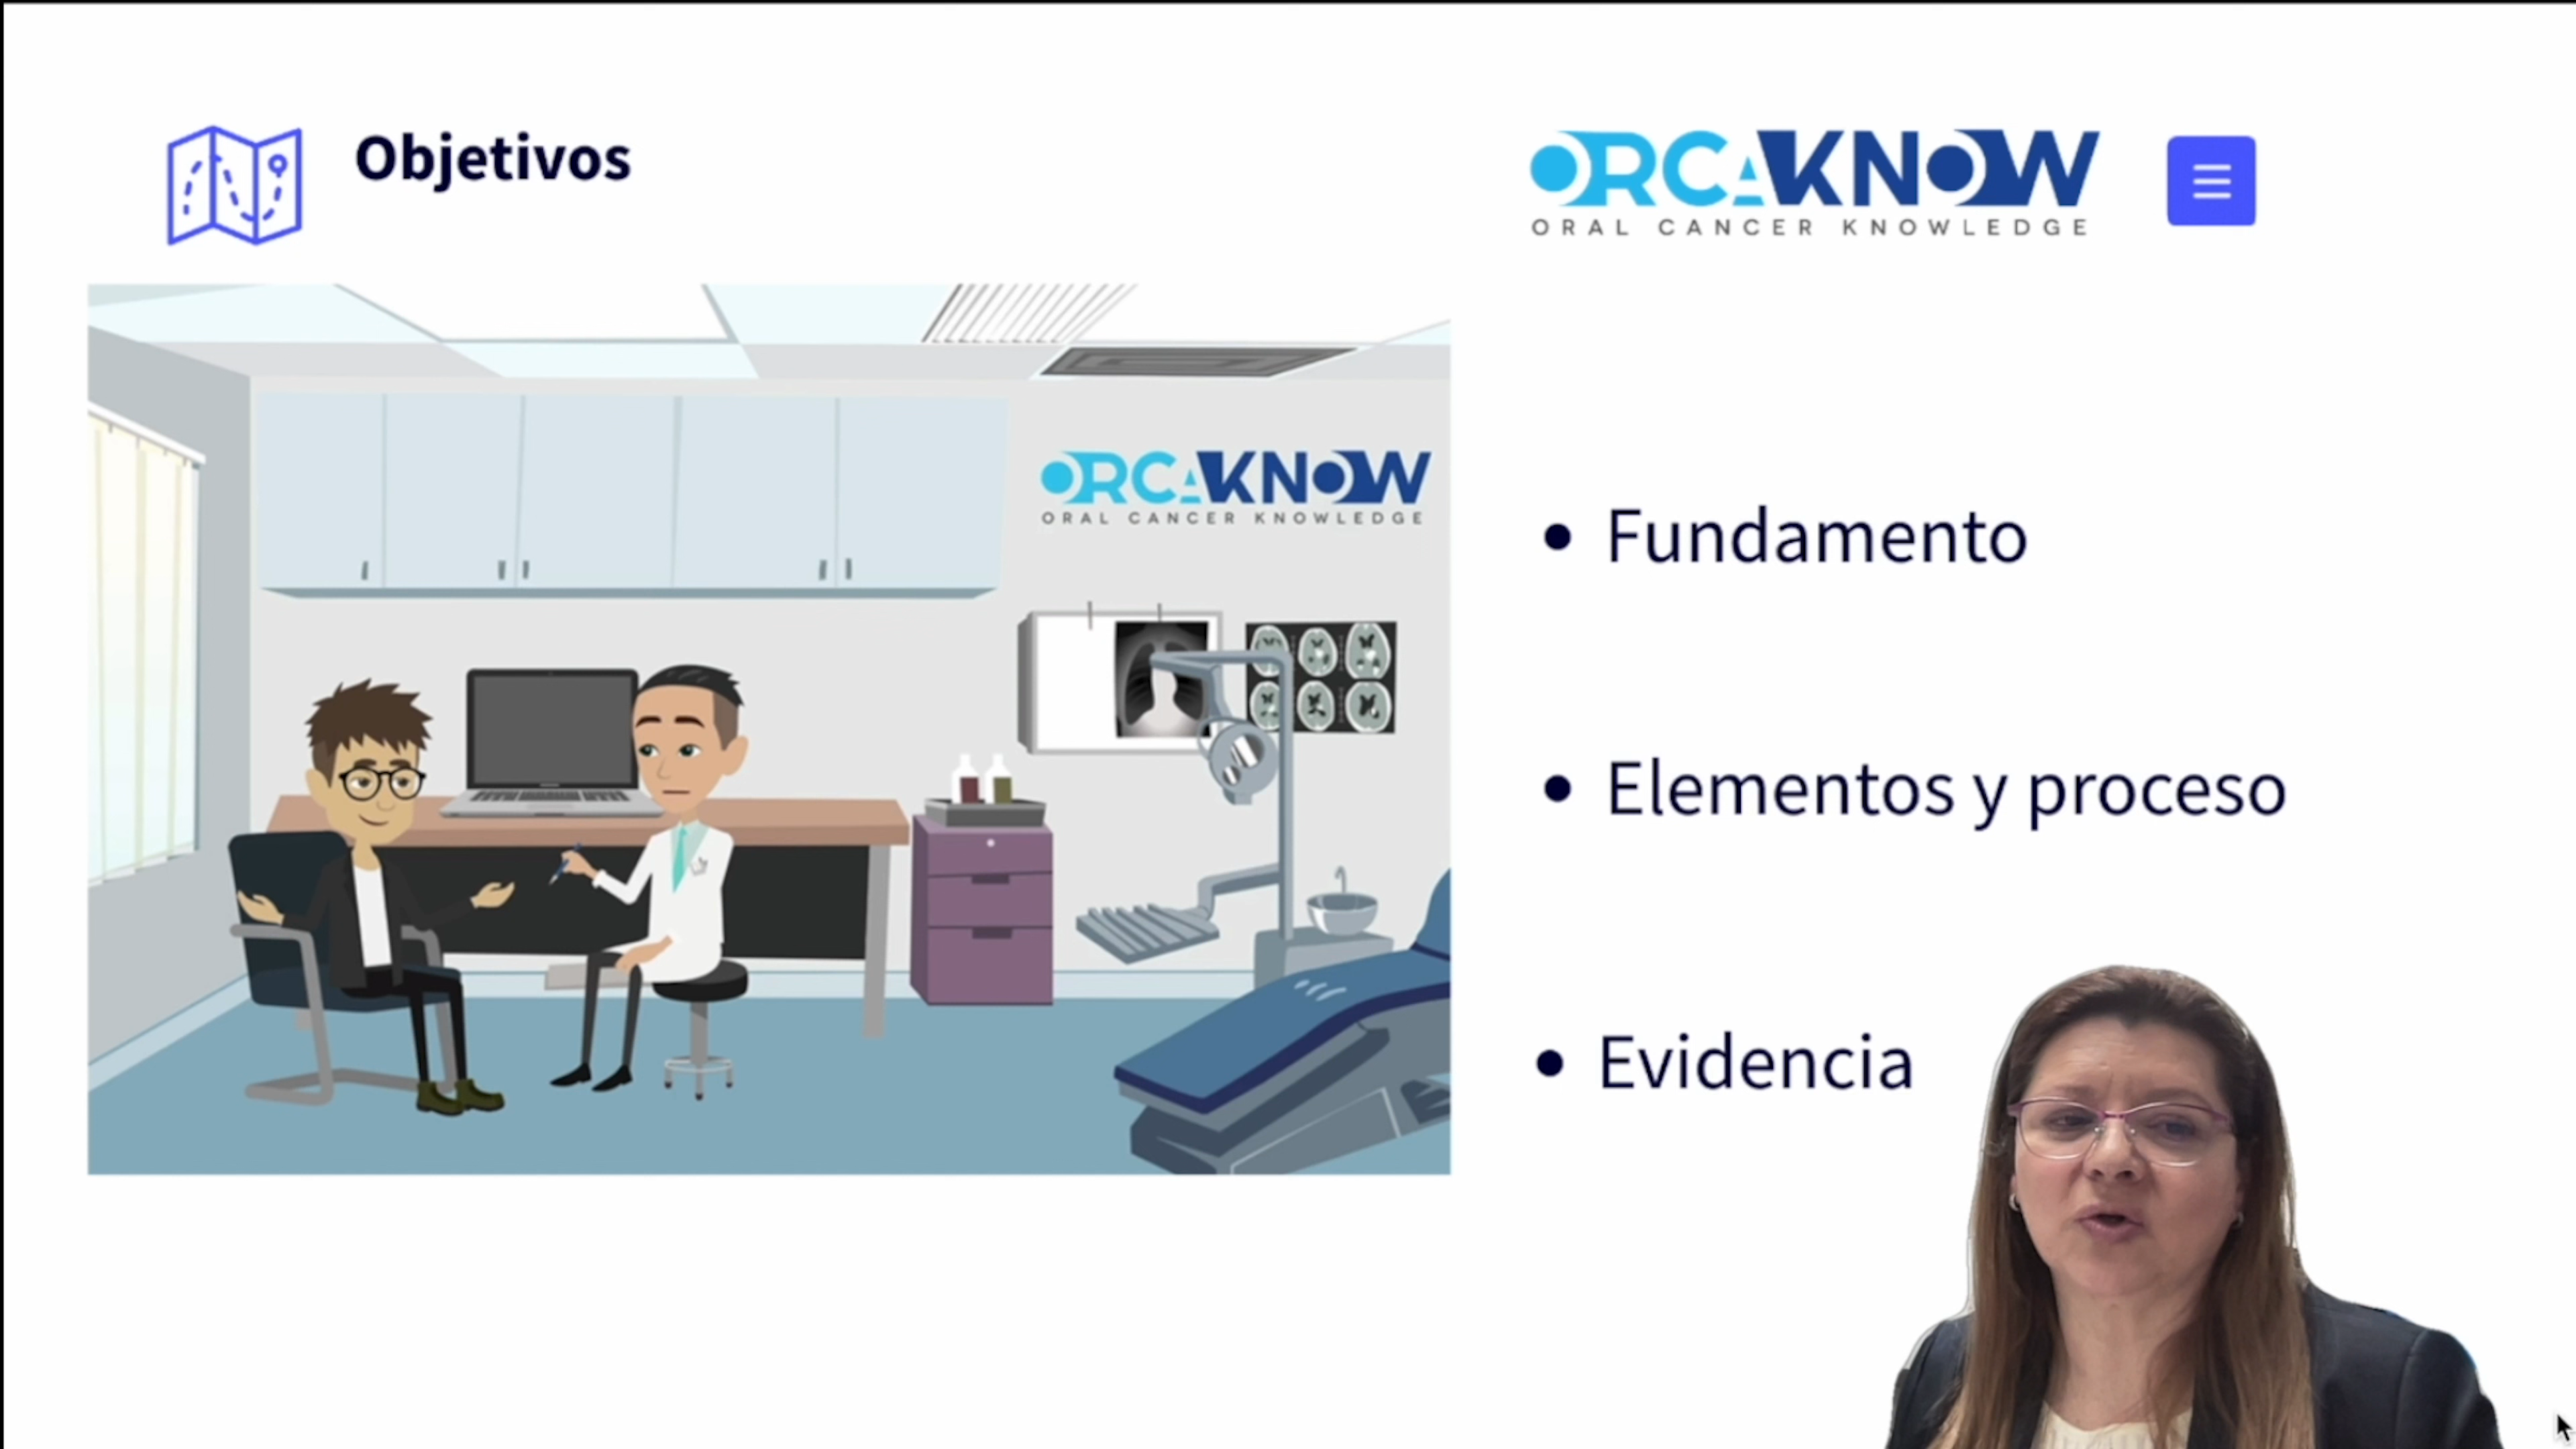 Objetivos
ORCAKNOW
ORAL CANCER KNOWLEDGE
ORCAKNOW
ORAL CANCER KNOWLEDGE
• Fundamento
• Elementos y proceso
• Evidencia